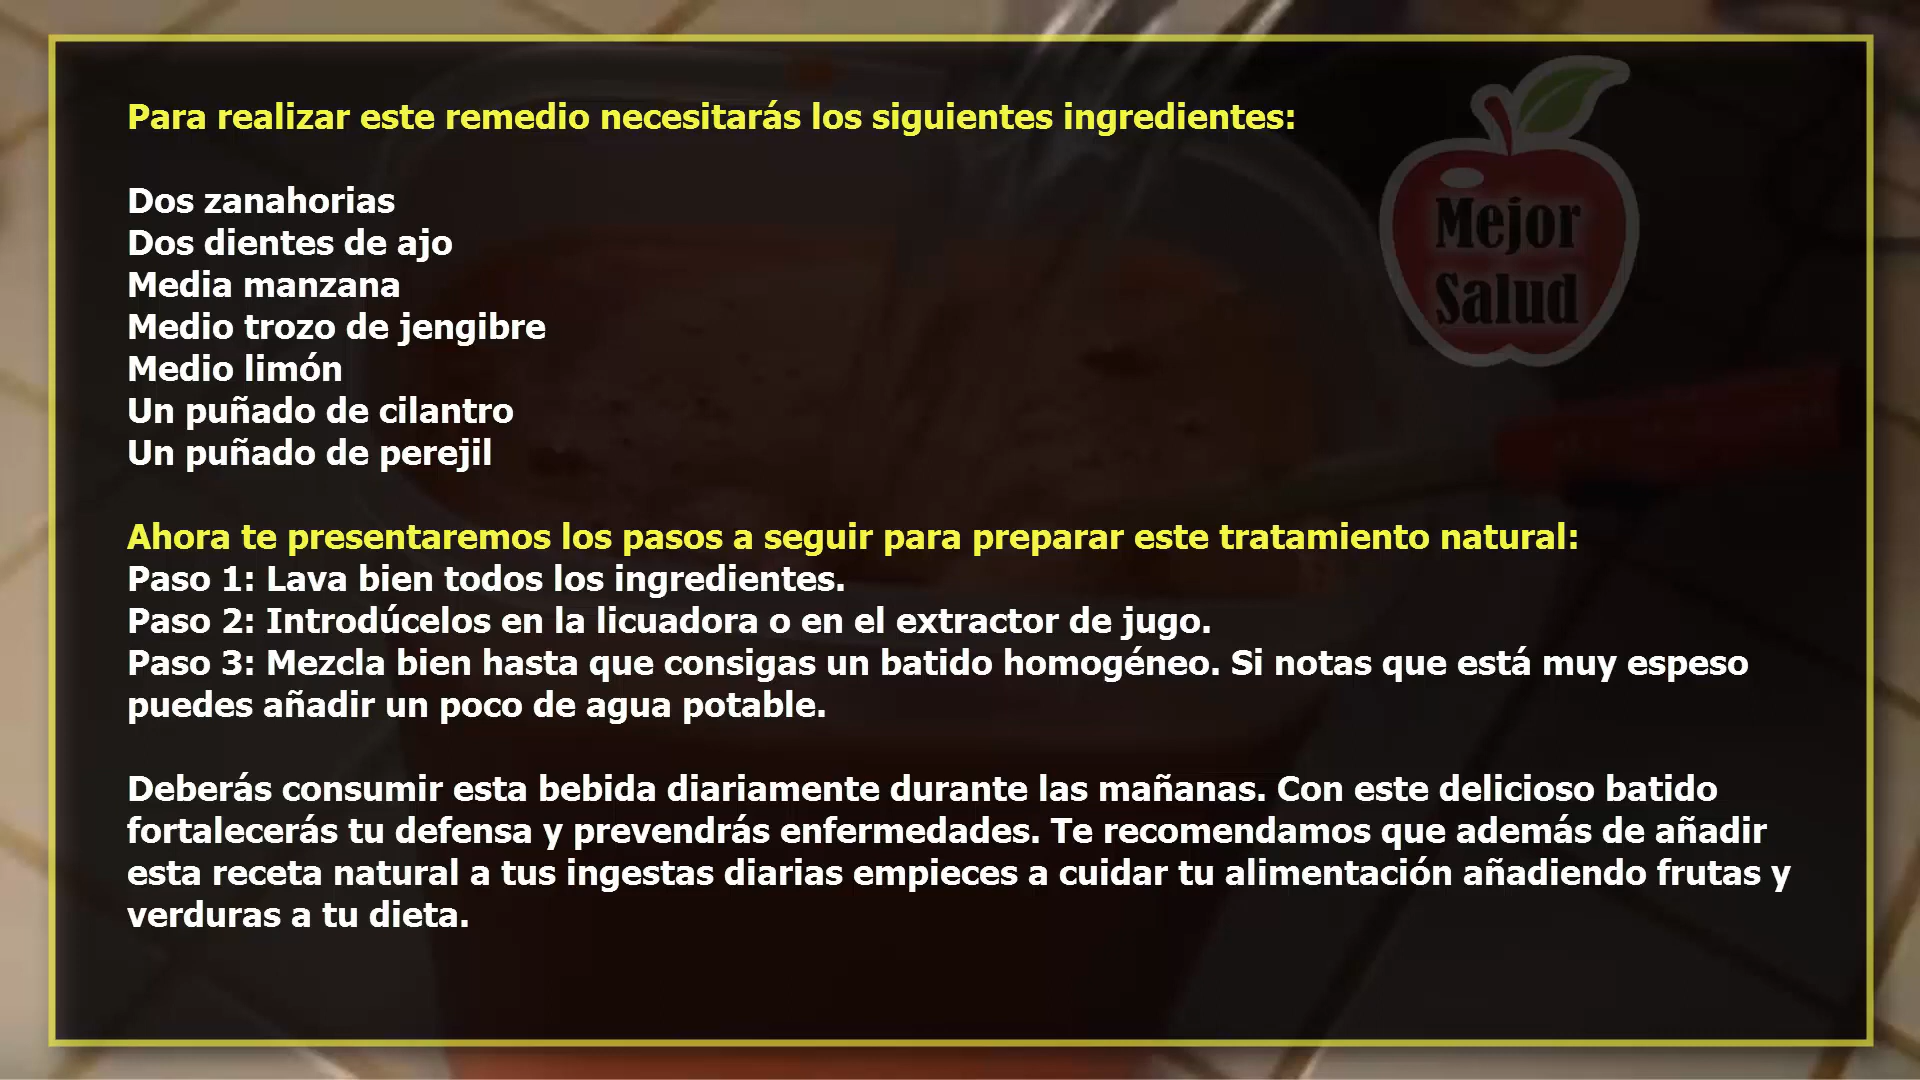 Para realizar este remedio necesitarás los siguientes ingredientes:
Mejor
Salud
Dos zanahorias
Dos dientes de ajo
Media manzana
Medio trozo de jengibre
Medio limón
Un puñado de cilantro
Un puñado de perejil
Ahora te presentaremos los pasos a seguir para preparar este tratamiento natural:
Paso 1: Lava bien todos los ingredientes.
Paso 2: Introdúcelos en la licuadora o en el extractor de jugo.
Paso 3: Mezcla bien hasta que consigas un batido homogéneo. Si notas que está muy espeso
puedes añadir un poco de agua potable.
Deberás consumir esta bebida diariamente durante las mañanas. Con este delicioso batido
fortalecerás tu defensa y prevendrás enfermedades. Te recomendamos que además de añadir
esta receta natural a tus ingestas diarias empieces a cuidar tu alimentación añadiendo frutas y
verduras a tu dieta.